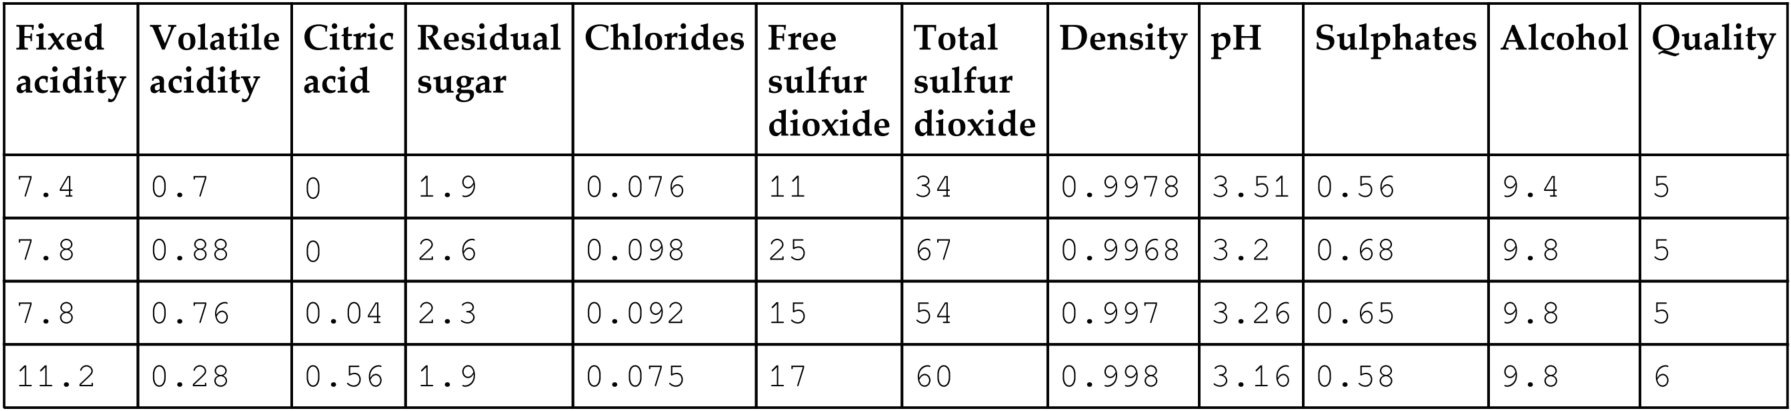 Fixed acidity Volatile acidity Citric acid Residual sugar Chlorides Free sulfur dioxide Total sulfur dioxide Density pH Sulphates Alcohol Quality
7.4 0.7 0 1.9 0.076 11 34 0.9978 3.51 0.56 9.4 5
7.8 0.88 0 2.6 0.098 25 67 0.9968 3.2 0.68 9.8 5
7.8 0.76 0.04 2.3 0.092 15 54 0.997 3.26 0.65 9.8 5
11.2 0.28 0.56 1.9 0.075 17 60 0.998 3.16 0.58 9.8 6